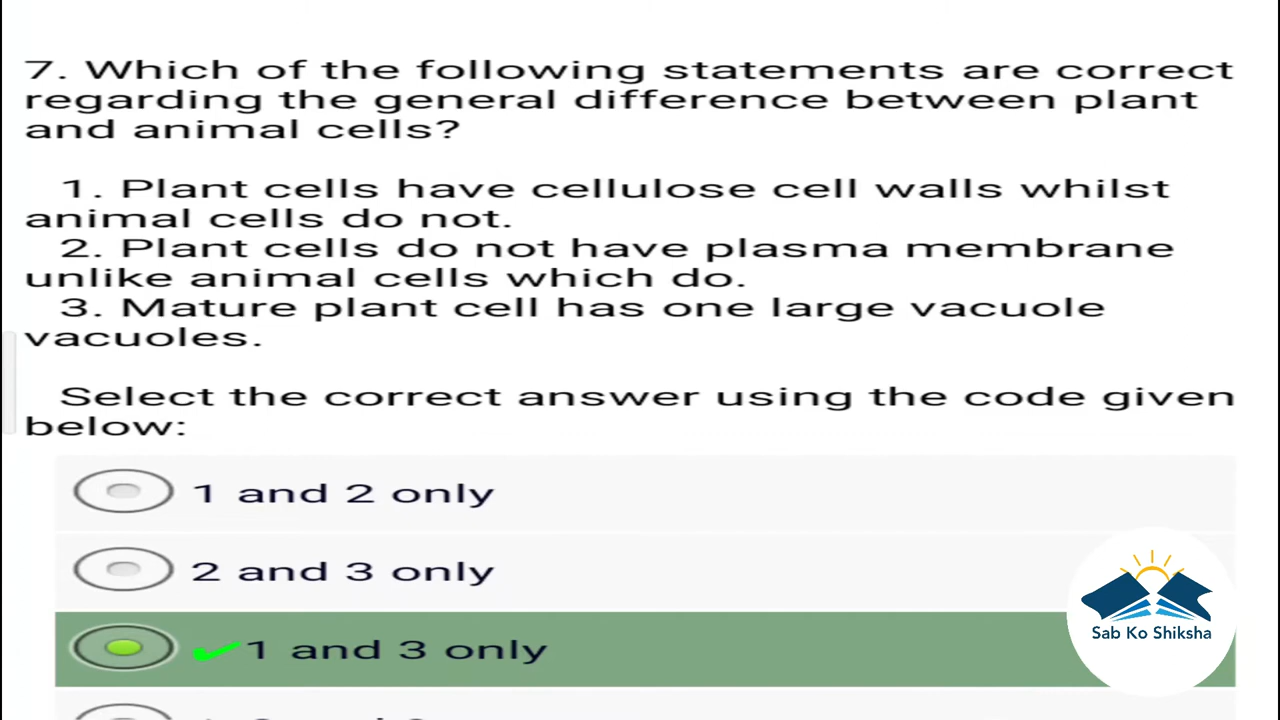 7. Which of the following statements are correct
regarding the general difference between plant
and animal cells?
1. Plant cells have cellulose cell walls whilst
animal cells do not.
2. Plant cells do not have plasma membrane
unlike animal cells which do.
3. Mature plant cell has one large vacuole
vacuoles.
Select the correct answer using the code given
below:
1 and 2 only
2 and 3 only
1 and 3 only
Sab Ko Shiksha